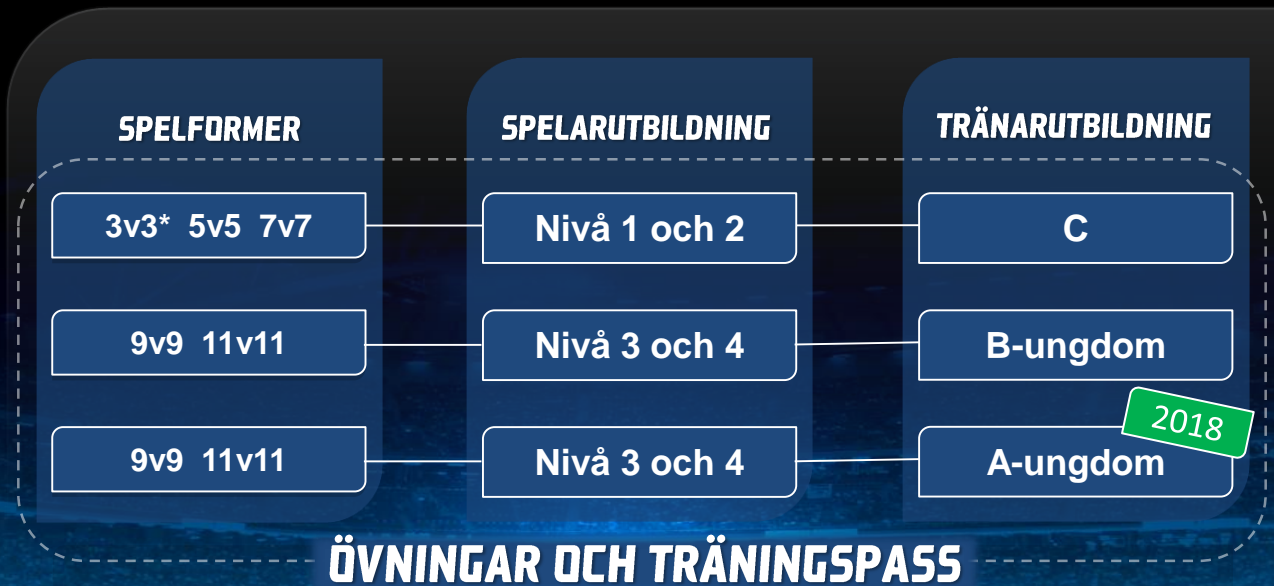 SPELFORMER
SPELARUTBILDNING
TRÄNARUTBILDNING
3v3* 5v5 7v7
Nivå 1 och 2
C
9v9 11v11
Nivå 3 och 4
B-ungdom
2018
9v9 11v11
Nivå 3 och 4
A-ungdom
ÖVNINGAR OCH TRÄNINGSPASS